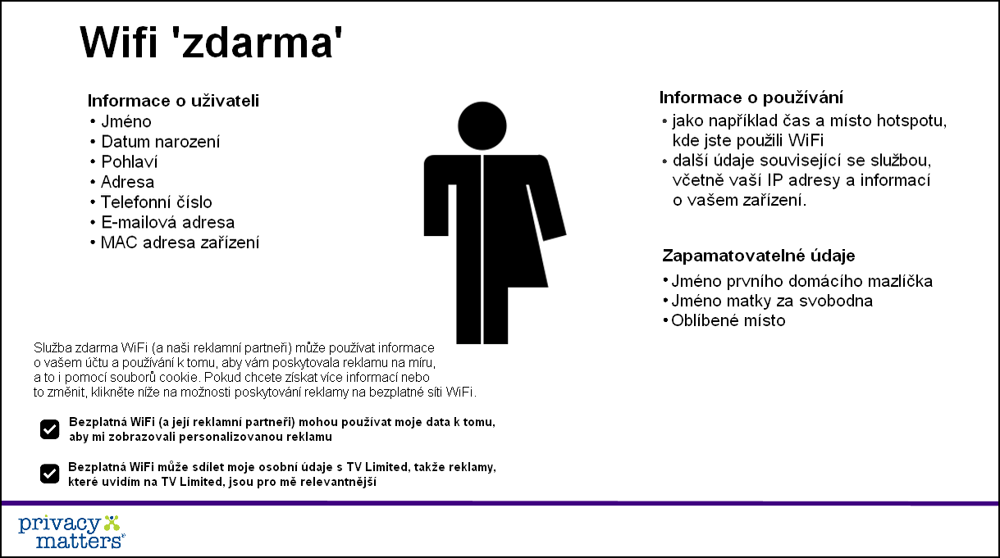 Wifi 'zdarma'
Informace o uživateli
• Jméno
• Datum narození
• Pohlaví
• Adresa
• Telefonní číslo
• E-mailová adresa
• MAC adresa zařízení
Informace o používání
• jako například čas a místo hotspotu,
kde jste použili WiFi
• další údaje související se službou,
včetně vaší IP adresy a informací
o vašem zařízení.
Zapamatovatelné údaje
• Jméno prvního domácího mazlíčka
• Jméno matky za svobodna
• Oblíbené místo
Služba zdarma WiFi (a naši reklamní partneři) může používat informace
o vašem účtu a používání k tomu, aby vám poskytovala reklamu na míru,
a to i pomocí souborů cookie. Pokud chcete získat více informací nebo
to změnit, klikněte níže na možnosti poskytování reklamy na bezplatné síti WiFi.
Bezplatná WiFi (a její reklamní partneři) mohou používat moje data k tomu,
aby mi zobrazovali personalizovanou reklamu
Bezplatná WiFi může sdílet moje osobní údaje s TV Limited, takže reklamy,
které uvidím na TV Limited, jsou pro mě relevantnější
privacy
matters®